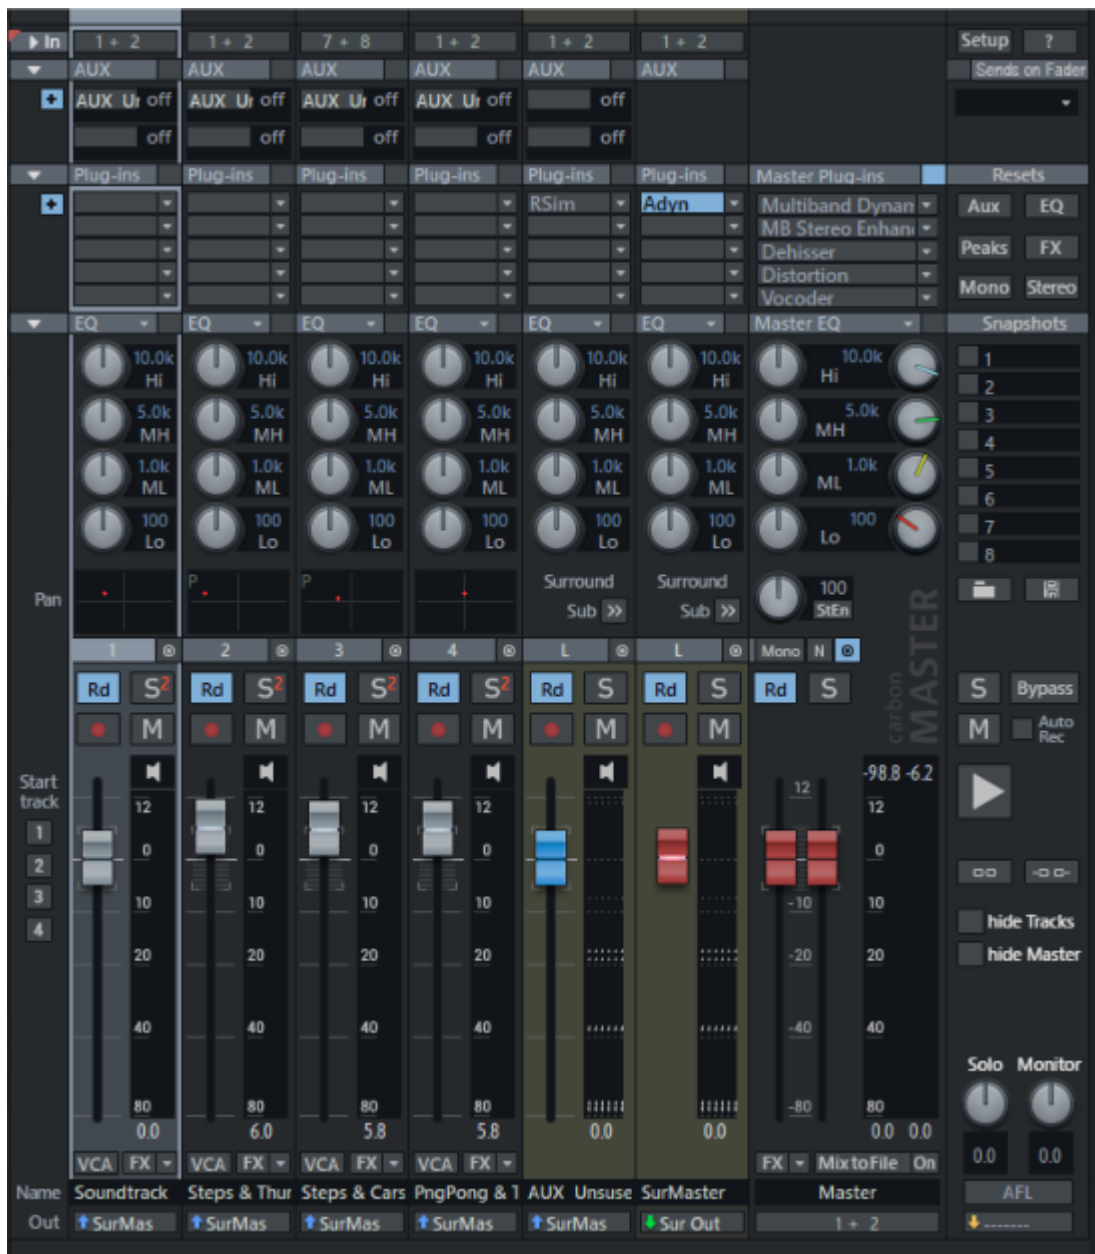 In 1 + 2 1 + 2 7 + 8 1 + 2 1 + 2 1 + 2 Setup ?
AUX AUX AUX AUX AUX AUX Sends on Fader
AUX Ur off AUX Ur off AUX Ur off AUX Ur off off
off off off off off
Plug-ins Plug-ins Plug-ins Plug-ins Plug-ins Plug-ins Master Plug-ins Resets
RSim Adyn Multiband Dynam Aux EQ
MB Stereo Enhan
Dehisser Peaks FX
Distortion
Vocoder Mono Stereo
EQ EQ EQ EQ EQ EQ Master EQ Snapshots
10.0k 10.0k 10.0k 10.0k 10.0k 10.0k 10.0k 1
Hi Hi Hi Hi Hi Hi Hi 2
5.0k 5.0k 5.0k 5.0k 5.0k 5.0k 5.0k 3
MH MH MH MH MH MH MH 4
1.0k 1.0k 1.0k 1.0k 1.0k 1.0k 1.0k 5
ML ML ML ML ML ML ML 6
100 100 100 100 100 100 100 7
Lo Lo Lo Lo Lo Lo Lo 8
Pan P P Surround Surround 100
Sub >> Sub >> StEn
1 2 3 4 L L Mono N
Rd S2 Rd S2 Rd S2 Rd S2 Rd S Rd S Rd S carbon MASTER S Bypass
M M M M M M M Auto
Rec
Start
track
1
2
3
4
-98.8 -6.2
12 12 12 12 12 12
0 0 0 0 0
10 10 10 10 -10 10
hide Tracks
20 20 20 20 -20 20 hide Master
40 40 40 40 -40 40
Solo Monitor
80 80 80 80 -80 80
0.0 6.0 5.8 5.8 0.0 0.0 0.0 0.0 0.0 0.0
VCA FX VCA FX VCA FX VCA FX FX MixtoFile On
Name Soundtrack Steps & Thur Steps & Cars PngPong & 1 AUX Unsuse SurMaster Master AFL
Out SurMas SurMas SurMas SurMas SurMas Sur Out 1 + 2 -------